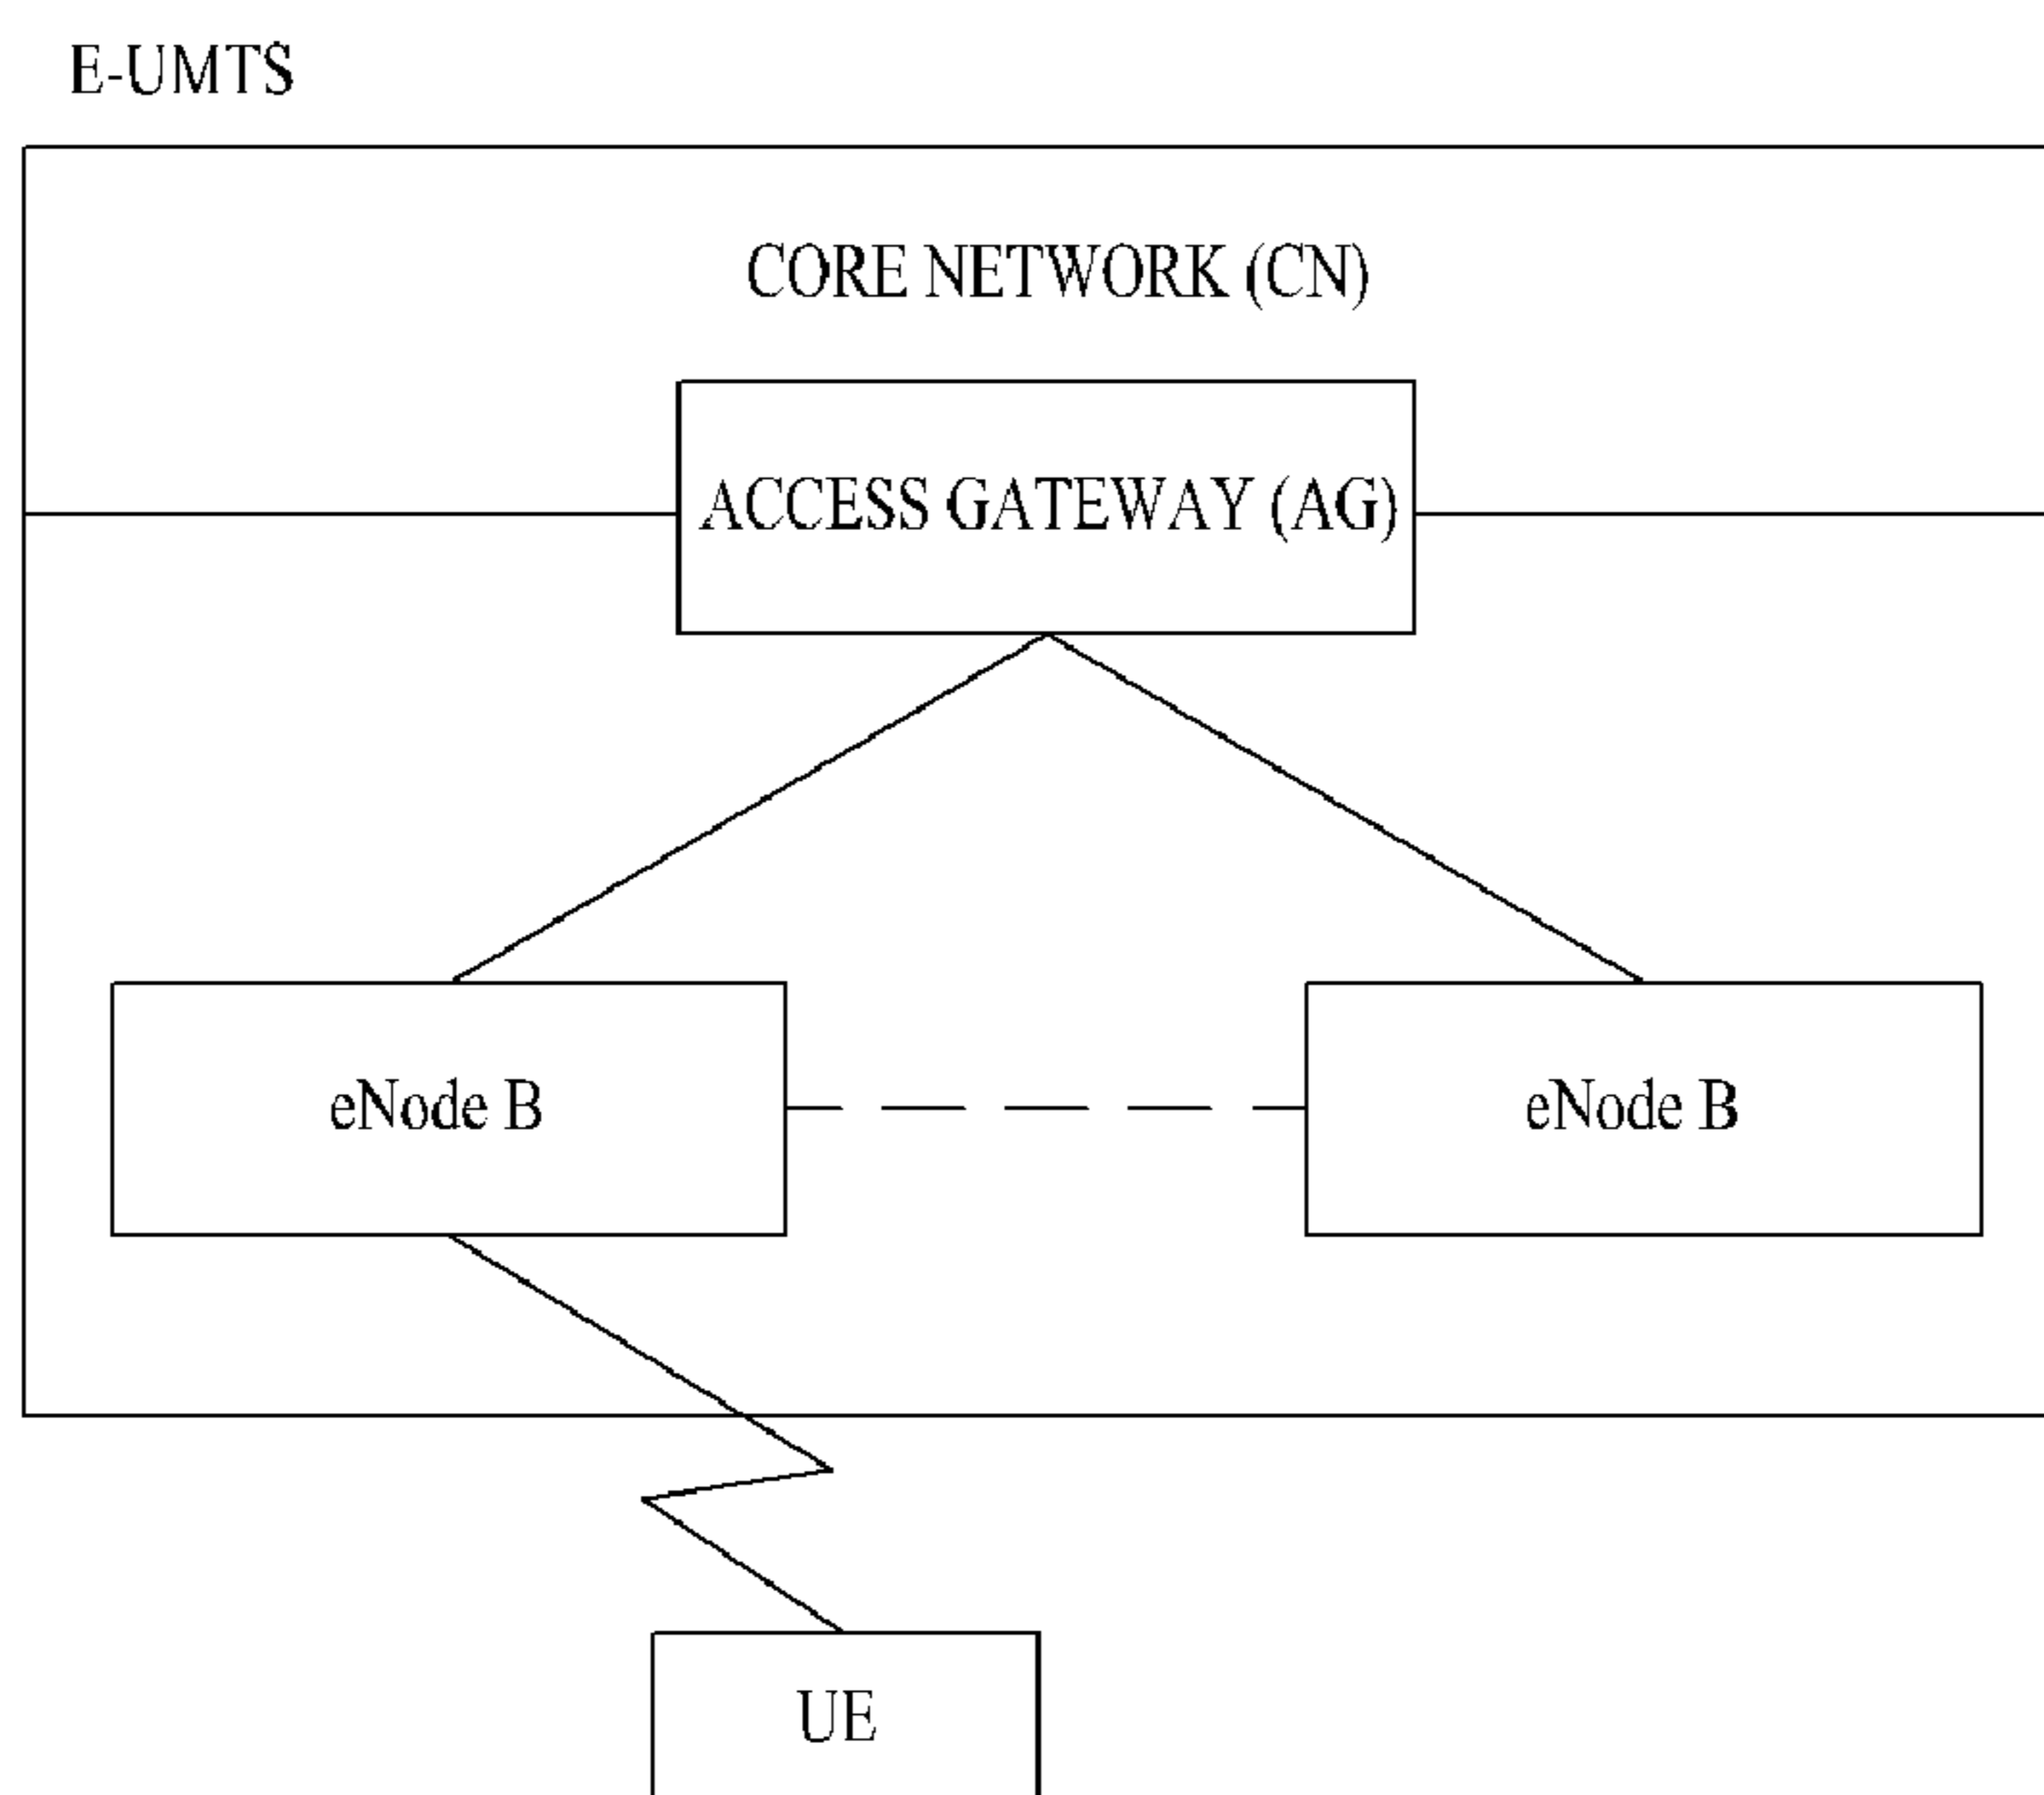 E-UMTS
CORE NETWORK (CN)
ACCESS GATEWAY (AG)
eNode B
eNode B
UE